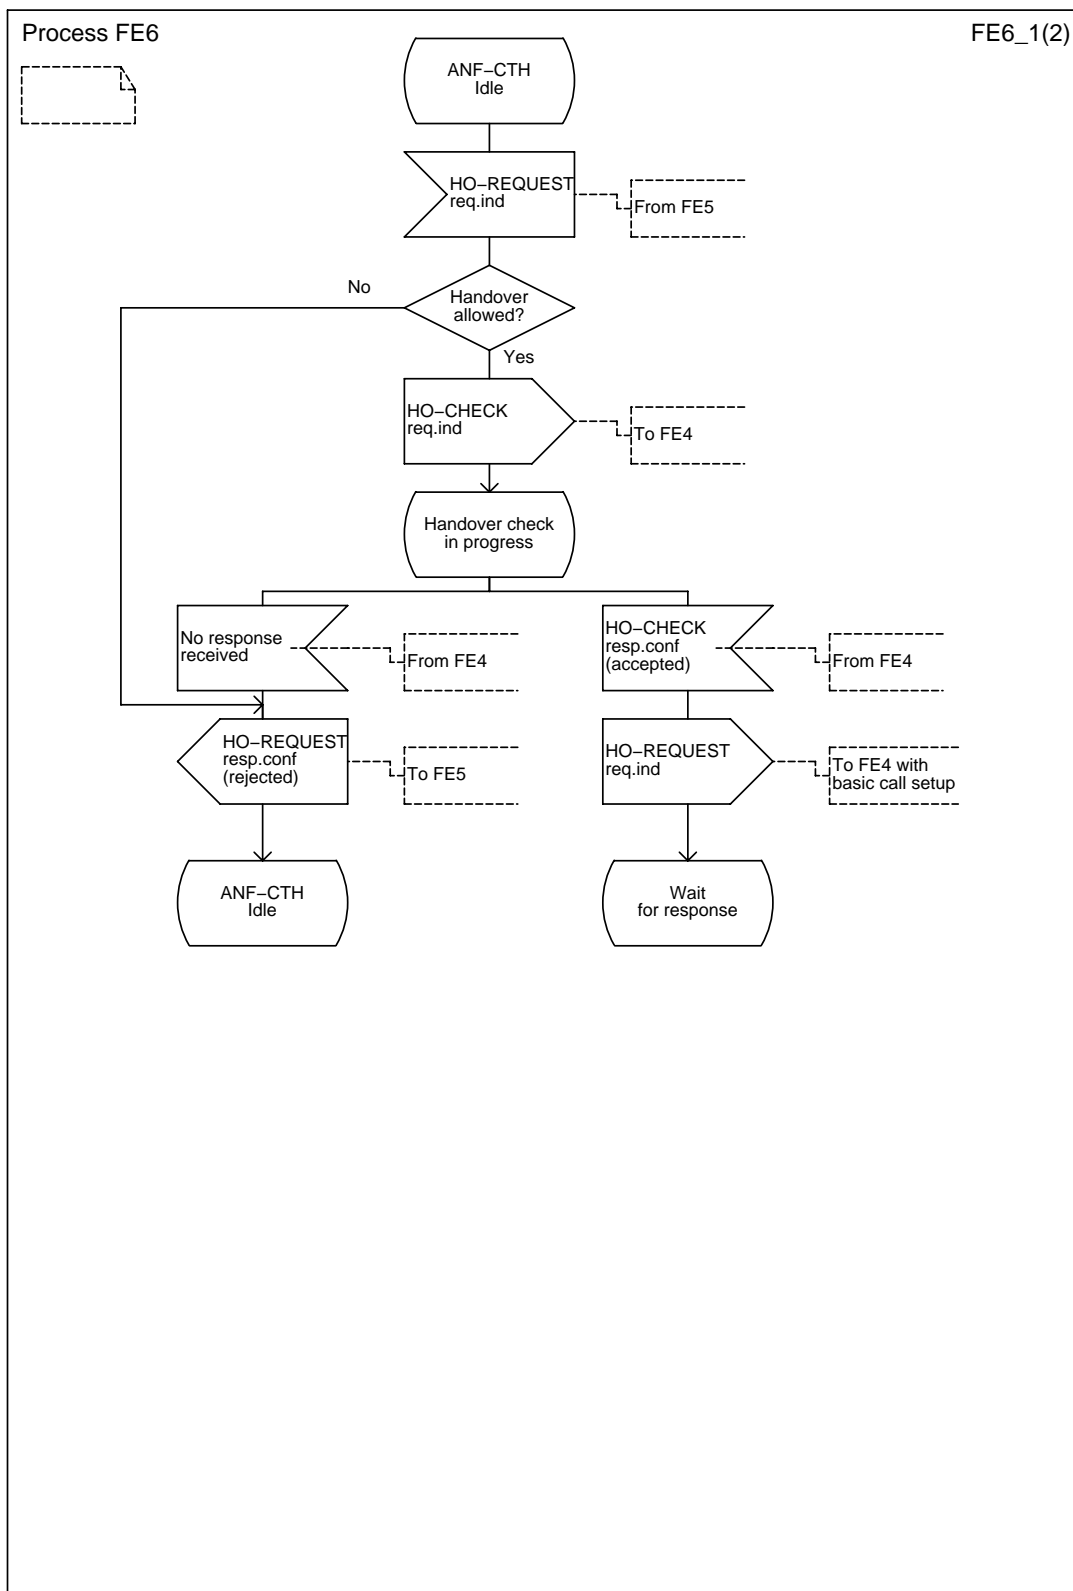 Process FE6
FE6_1(2)
ANF−CTH
Idle
HO−REQUEST
req.ind
From FE5
No
Handover
allowed?
Yes
HO−CHECK
req.ind
To FE4
Handover check
in progress
No response
received
From FE4
HO−CHECK
resp.conf
(accepted)
From FE4
HO−REQUEST
resp.conf
(rejected)
To FE5
HO−REQUEST
req.ind
To FE4 with
basic call setup
ANF−CTH
Idle
Wait
for response